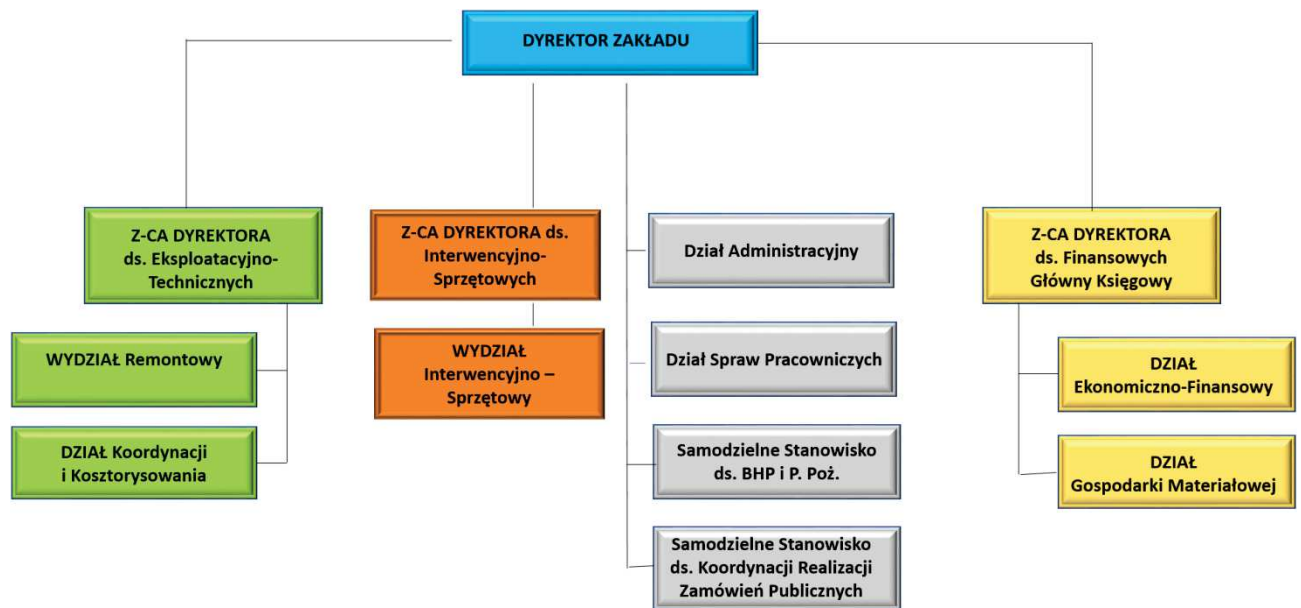 DYREKTOR ZAKŁADU
Z-CA DYREKTORA
ds. Eksploatacyjno-
Technicznych
WYDZIAŁ Remontowy
DZIAŁ Koordynacji
i Kosztorysowania
Z-CA DYREKTORA ds.
Interwencyjno-
Sprzętowych
WYDZIAŁ
Interwencyjno –
Sprzętowy
Dział Administracyjny
Dział Spraw Pracowniczych
Samodzielne Stanowisko
ds. BHP i P. Poż.
Samodzielne Stanowisko
ds. Koordynacji Realizacji
Zamówień Publicznych
Z-CA DYREKTORA
ds. Finansowych
Główny Księgowy
DZIAŁ
Ekonomiczno-Finansowy
DZIAŁ
Gospodarki Materiałowej